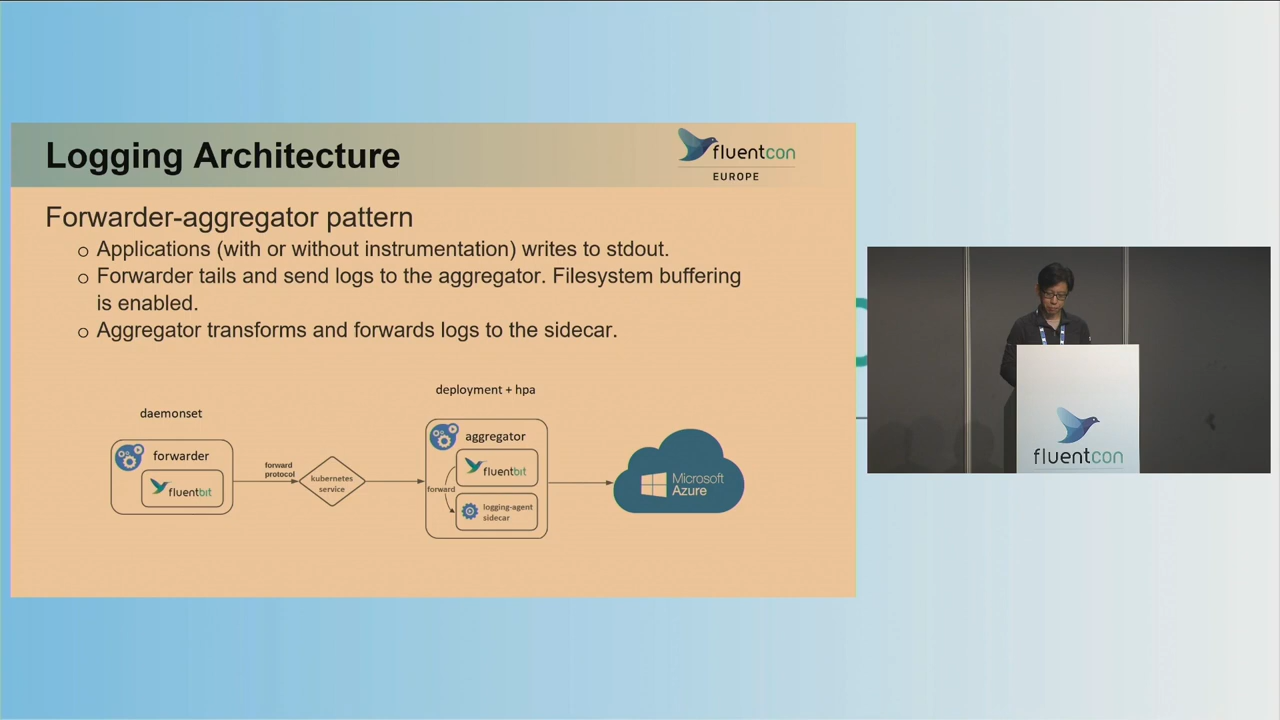 Logging Architecture
fluentcon
EUROPE
Forwarder-aggregator pattern
o Applications (with or without instrumentation) writes to stdout.
o Forwarder tails and send logs to the aggregator. Filesystem buffering
is enabled.
o Aggregator transforms and forwards logs to the sidecar.
daemonset
forwarder
fluentbit
forward
protocol
kubernetes
service
deployment + hpa
aggregator
fluentbit
forward
logging-agent
sidecar
Microsoft
Azure
fluentcon